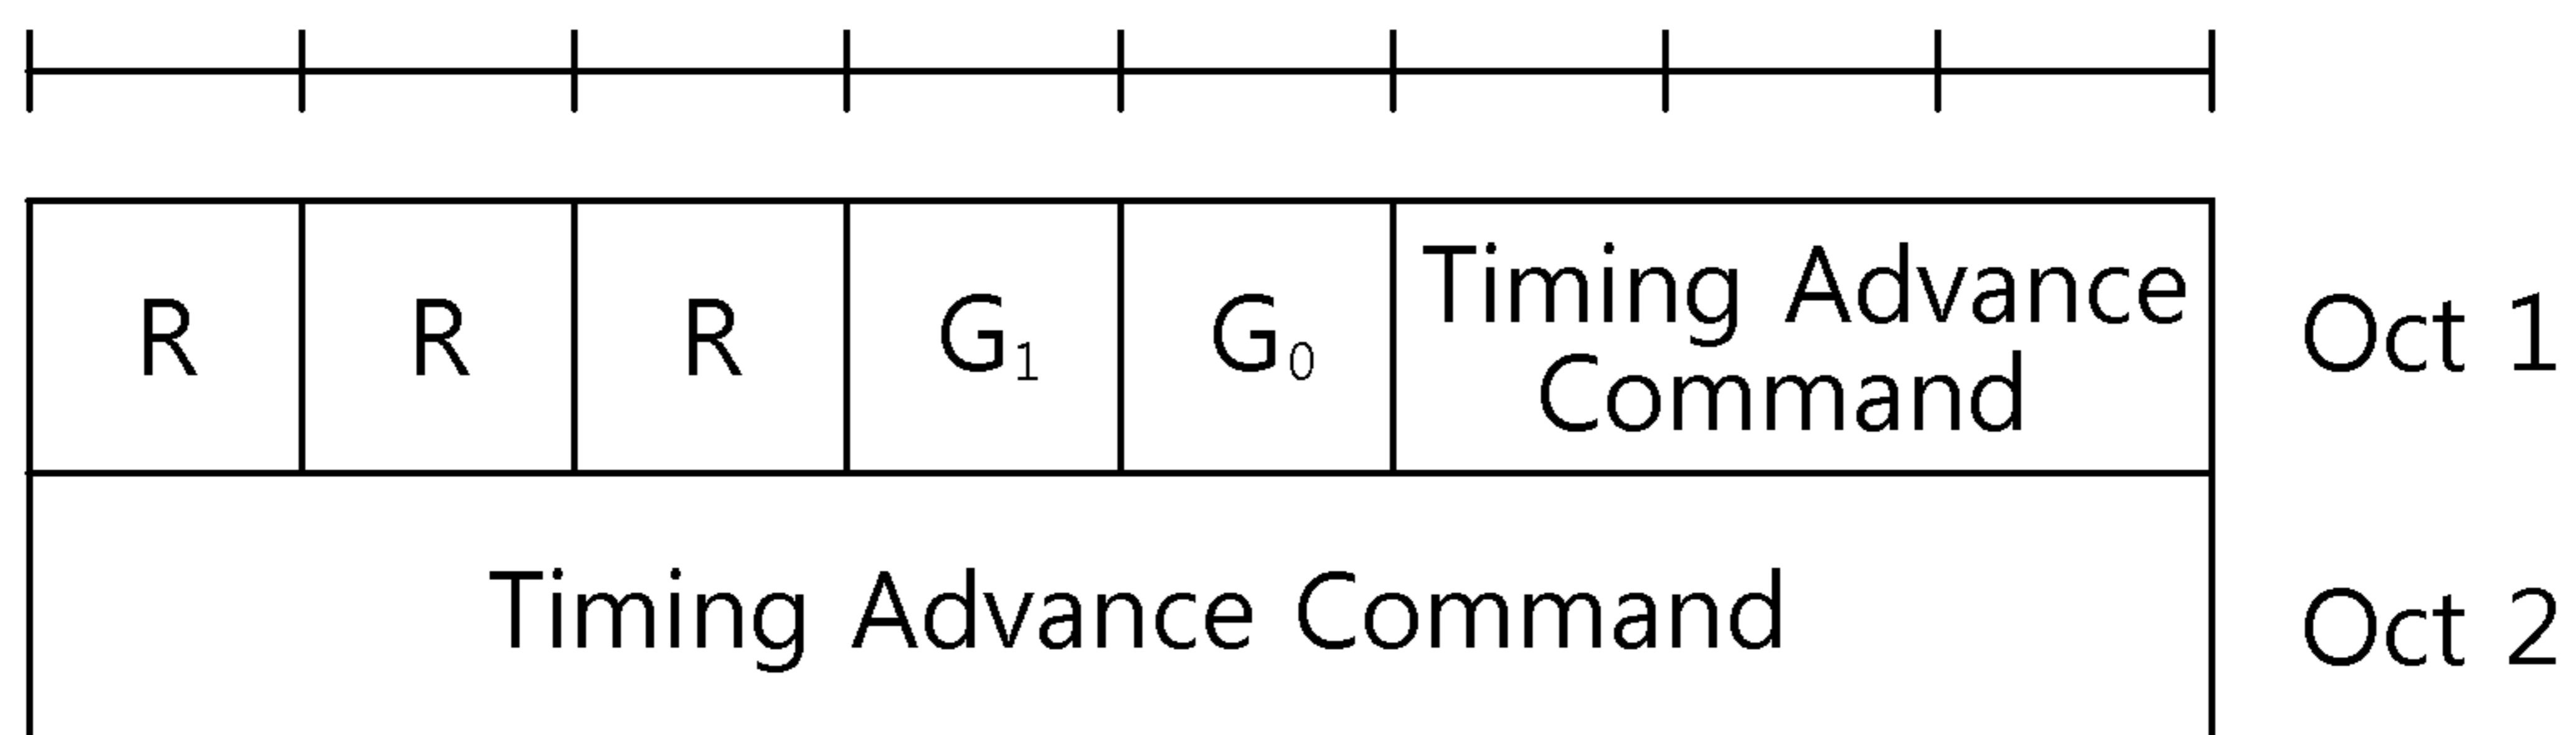 R R R G₁ G₀ Timing Advance Command Oct 1
Timing Advance Command Oct 2